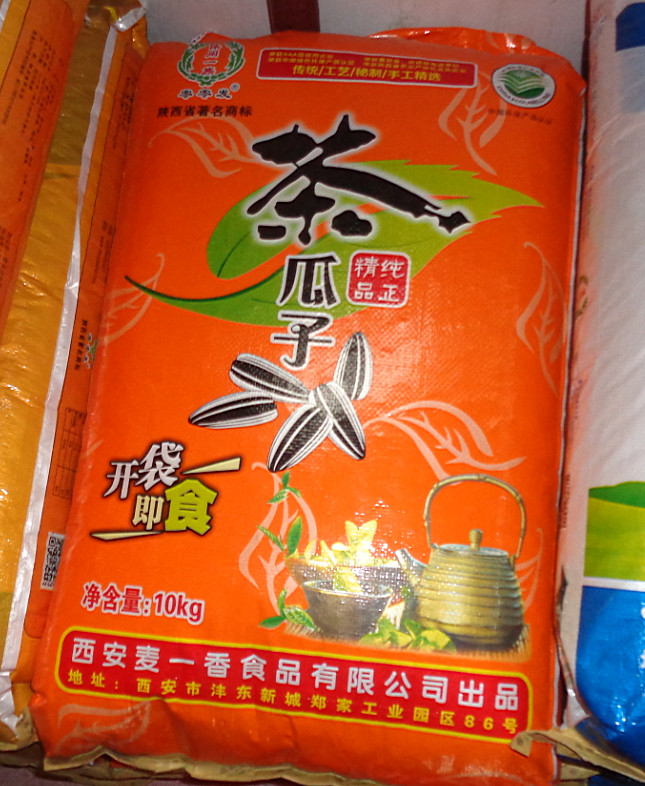 零零发®
陕西省著名商标
传统/工艺/秘制/手工精选
茶
瓜子
纯正
精品
开袋
即食
净含量:10kg
西安麦一香食品有限公司出品
地址:西安市沣东新城郑家工业园区86号